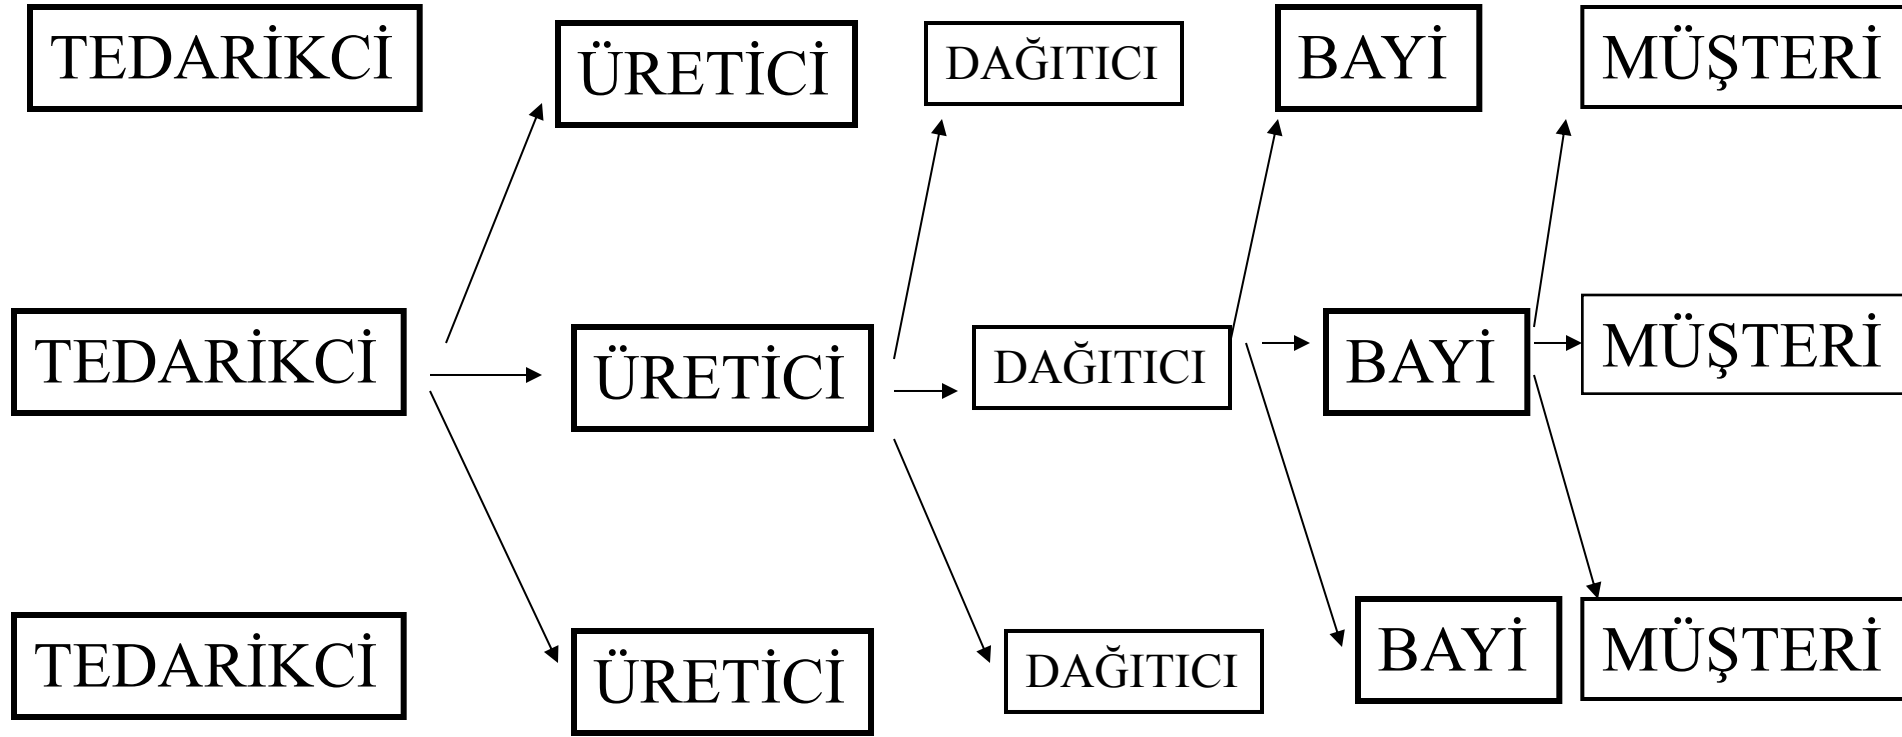 TEDARİKCİ
ÜRETİCİ
DAĞITICI
BAYİ
MÜŞTERİ
TEDARİKCİ
ÜRETİCİ
DAĞITICI
BAYİ
MÜŞTERİ
TEDARİKCİ
ÜRETİCİ
DAĞITICI
BAYİ
MÜŞTERİ